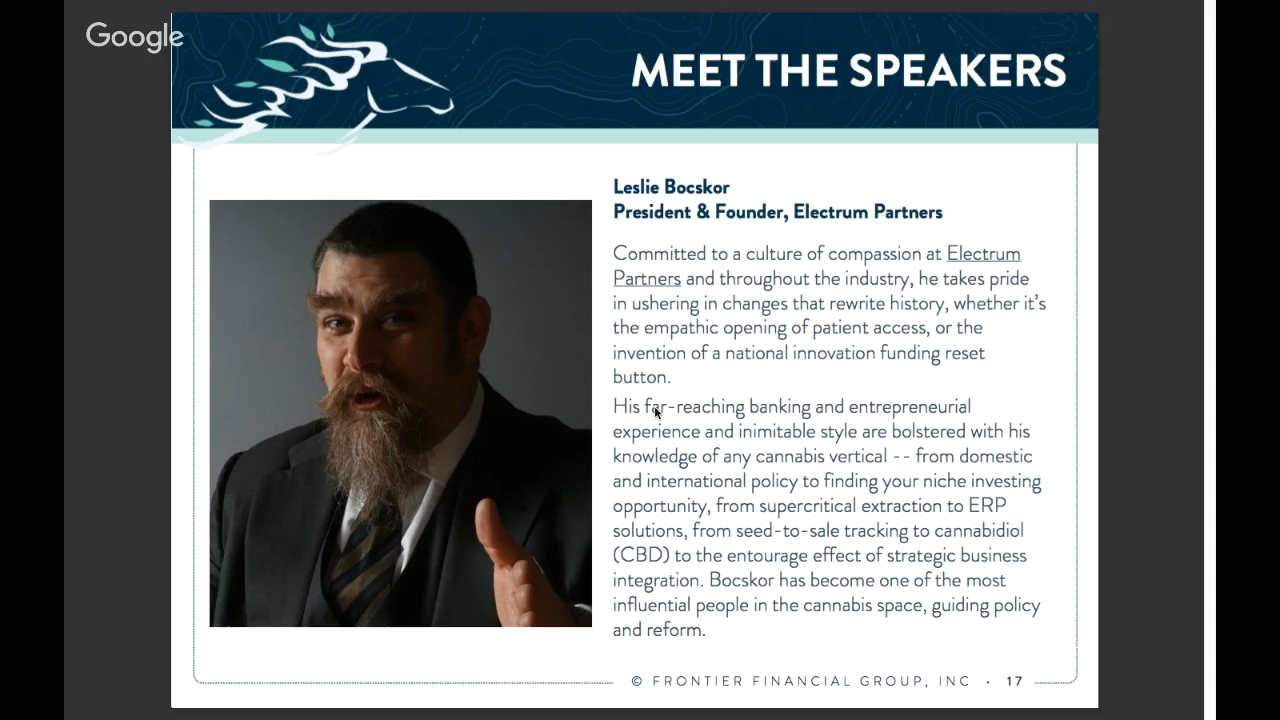 Google
MEET THE SPEAKERS
Leslie Bocskor
President & Founder, Electrum Partners
Committed to a culture of compassion at Electrum
Partners and throughout the industry, he takes pride
in ushering in changes that rewrite history, whether it's
the empathic opening of patient access, or the
invention of a national innovation funding reset
button.
His far-reaching banking and entrepreneurial
experience and inimitable style are bolstered with his
knowledge of any cannabis vertical -- from domestic
and international policy to finding your niche investing
opportunity, from supercritical extraction to ERP
solutions, from seed-to-sale tracking to cannabidiol
(CBD) to the entourage effect of strategic business
integration. Bocskor has become one of the most
influential people in the cannabis space, guiding policy
and reform.
© FRONTIER FINANCIAL GROUP, INC · 17